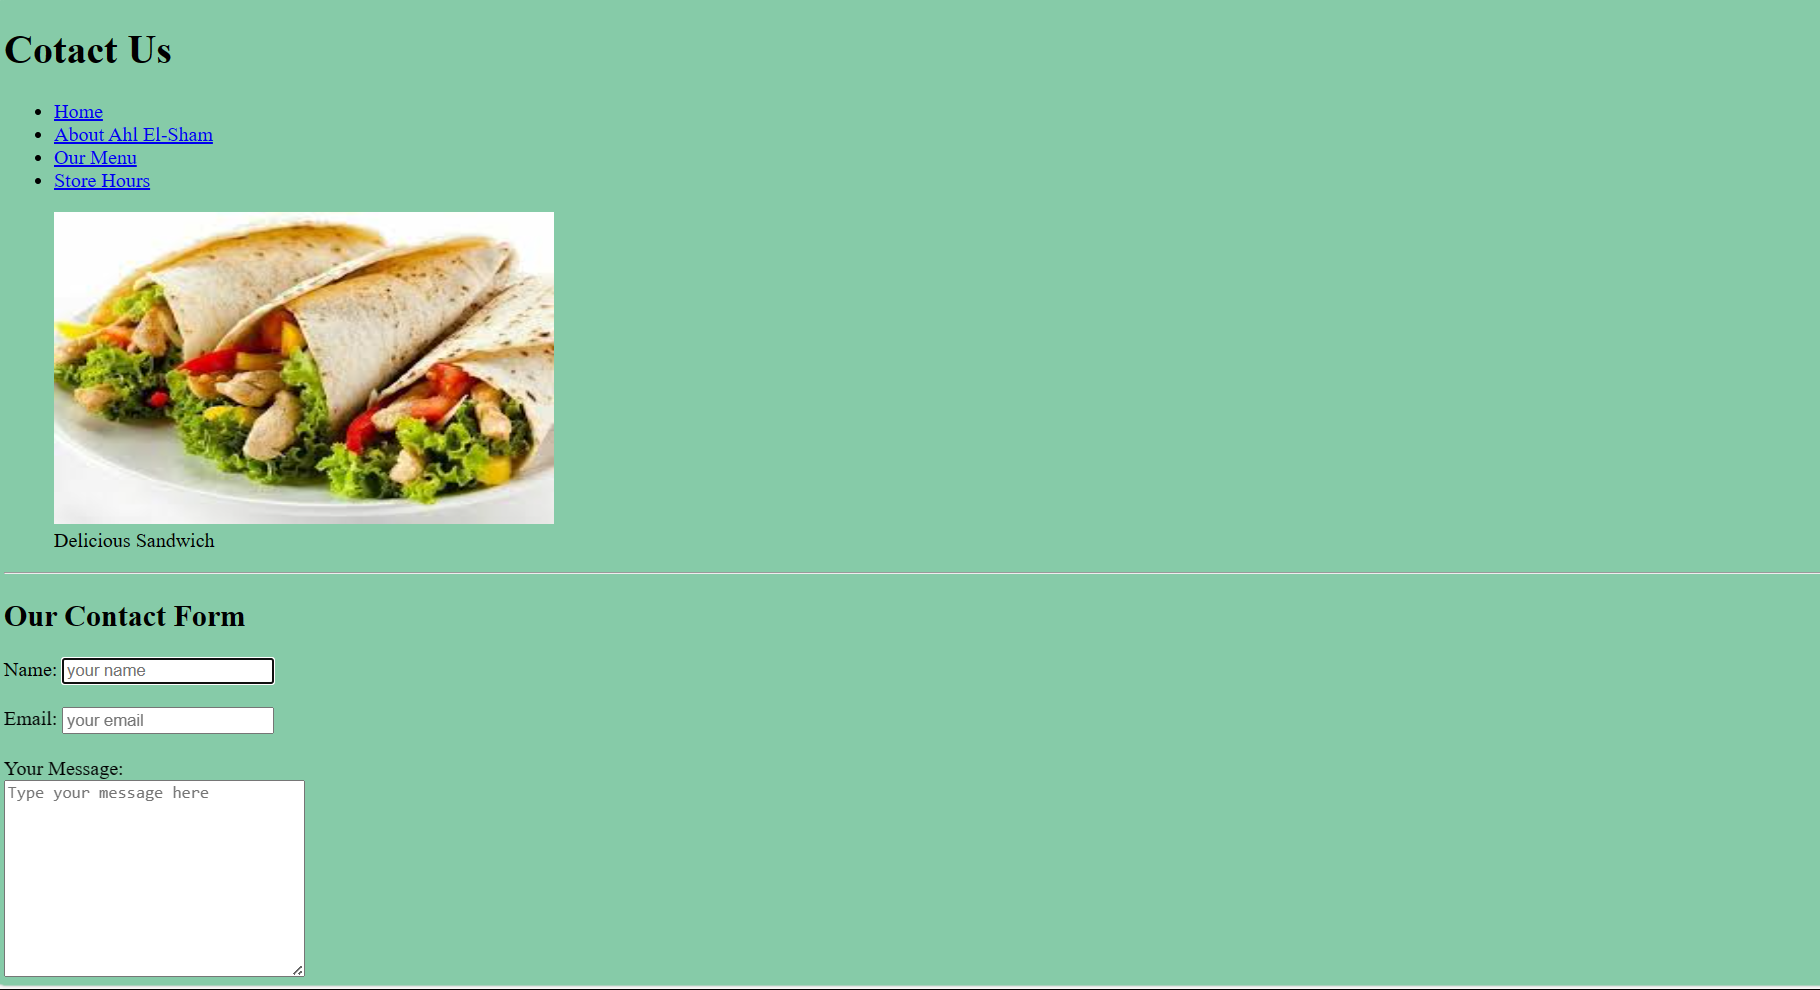 Cotact Us
Home
About Ahl El-Sham
Our Menu
Store Hours
Delicious Sandwich
Our Contact Form
Name: your name
Email: your email
Your Message:
Type your message here